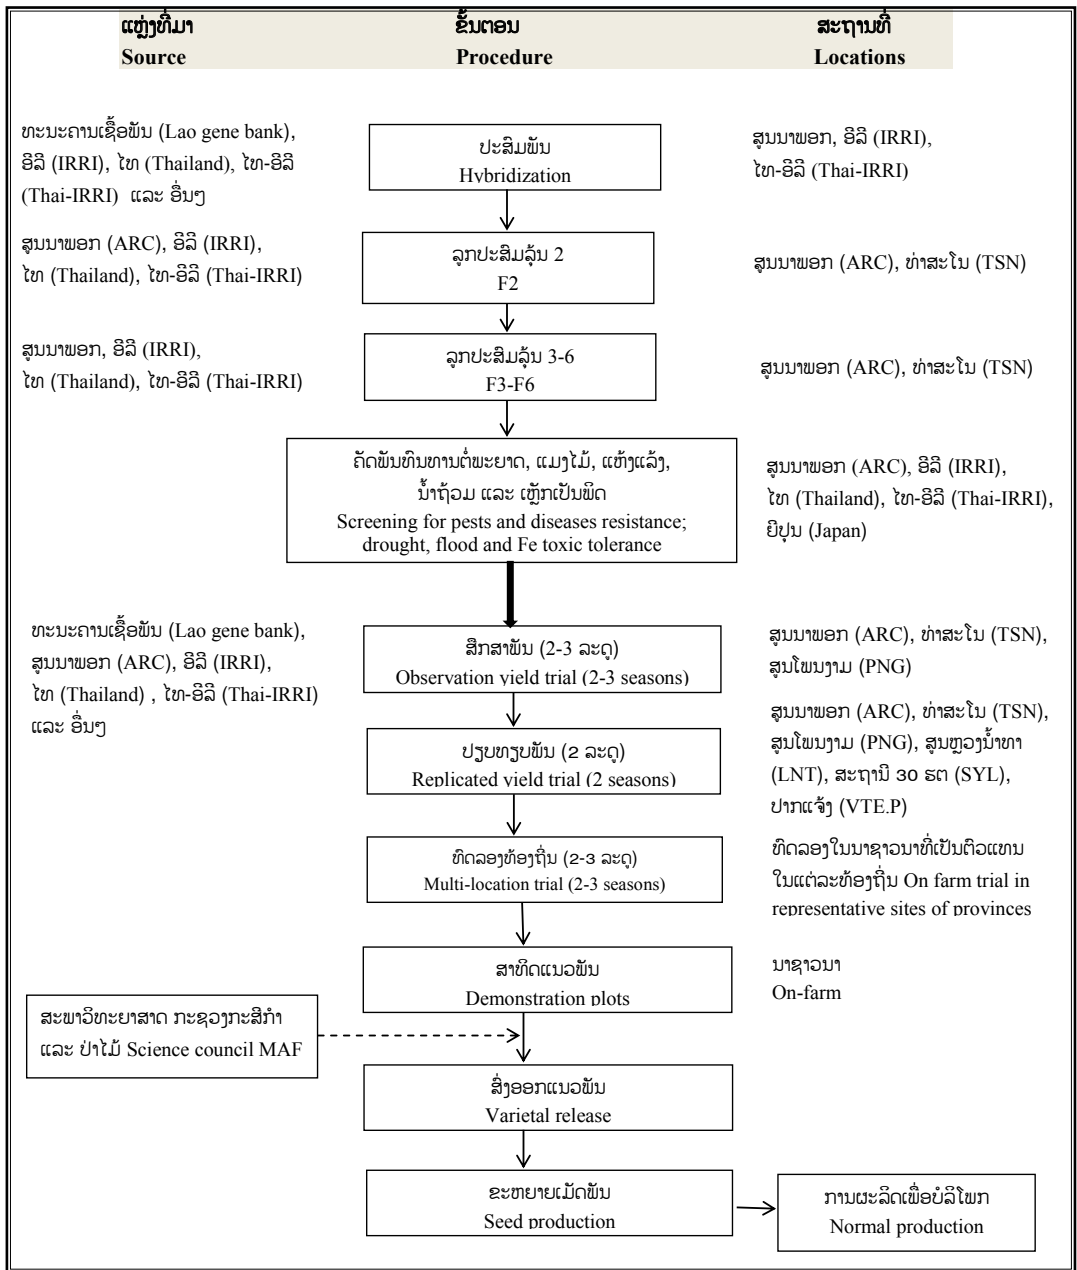 ແຫຼ່ງທີ່ມາ
Source
ຂັ້ນຕອນ
Procedure
ສະຖານທີ່
Locations
ທະນະຄານເຊື້ອພັນ (Lao gene bank),
ອີລີ (IRRI), ໄທ (Thailand), ໄທ-ອີລີ
(Thai-IRRI) ແລະ ອື່ນໆ
ປະສົມພັນ
Hybridization
ສູນນາພອກ, ອີລີ (IRRI),
ໄທ-ອີລີ (Thai-IRRI)
ສູນນາພອກ (ARC), ອີລີ (IRRI),
ໄທ (Thailand), ໄທ-ອີລີ (Thai-IRRI)
ລູກປະສົມລຸ້ນ 2
F2
ສູນນາພອກ (ARC), ທ່າສະໂນ (TSN)
ສູນນາພອກ, ອີລີ (IRRI),
ໄທ (Thailand), ໄທ-ອີລີ (Thai-IRRI)
ລູກປະສົມລຸ້ນ 3-6
F3-F6
ສູນນາພອກ (ARC), ທ່າສະໂນ (TSN)
ຄັດພັນທົນທານຕໍ່ພະຍາດ, ແມງໄມ້, ແຫ້ງແລ້ງ,
ນ້ຳຖ້ວມ ແລະ ເຫຼັກເປັນພິດ
Screening for pests and diseases resistance;
drought, flood and Fe toxic tolerance
ສູນນາພອກ (ARC), ອີລີ (IRRI),
ໄທ (Thailand), ໄທ-ອີລີ (Thai-IRRI),
ຍີປຸ່ນ (Japan)
ທະນະຄານເຊື້ອພັນ (Lao gene bank),
ສູນນາພອກ (ARC), ອີລີ (IRRI),
ໄທ (Thailand) , ໄທ-ອີລີ (Thai-IRRI)
ແລະ ອື່ນໆ
ສຶກສາພັນ (2-3 ລະດູ)
Observation yield trial (2-3 seasons)
ສູນນາພອກ (ARC), ທ່າສະໂນ (TSN),
ສູນໂພນງາມ (PNG)
ປຽບທຽບພັນ (2 ລະດູ)
Replicated yield trial (2 seasons)
ສູນນາພອກ (ARC), ທ່າສະໂນ (TSN),
ສູນໂພນງາມ (PNG), ສູນຫຼວງນ້ຳທາ
(LNT), ສະຖານີ 30 ຮຕ (SYL),
ປາກແຈ້ງ (VTE.P)
ທົດລອງທ້ອງຖິ່ນ (2-3 ລະດູ)
Multi-location trial (2-3 seasons)
ທົດລອງໃນນາຊາວນາທີ່ເປັນຕົວແທນ
ໃນແຕ່ລະທ້ອງຖິ່ນ On farm trial in
representative sites of provinces
ສາທິດແນວພັນ
Demonstration plots
ນາຊາວນາ
On-farm
ສະພາວິທະຍາສາດ ກະຊວງກະສິກຳ
ແລະ ປ່າໄມ້ Science council MAF
ສົ່ງອອກແນວພັນ
Varietal release
ຂະຫຍາຍເມັດພັນ
Seed production
ການຜະລິດເພື່ອບໍລິໂພກ
Normal production